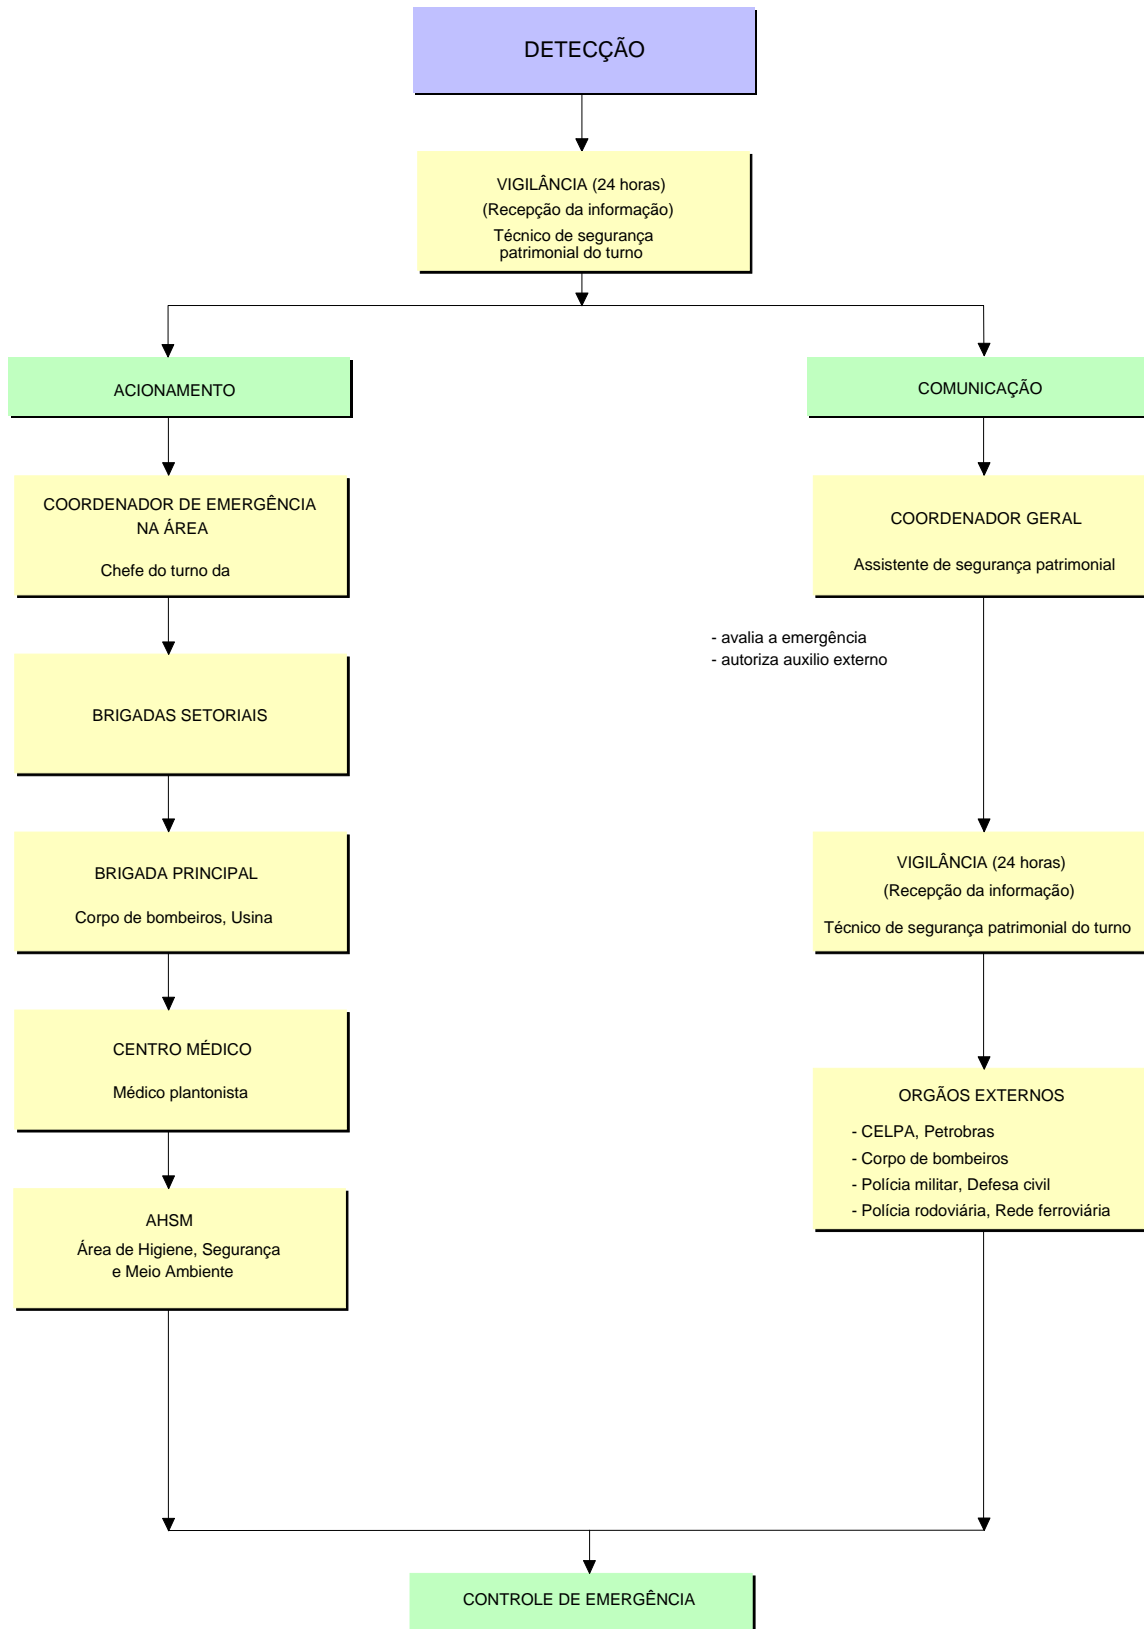 DETECÇÃO
VIGILÂNCIA (24 horas)
(Recepção da informação)
Técnico de segurança
patrimonial do turno
ACIONAMENTO
COORDENADOR DE EMERGÊNCIA
NA ÁREA
Chefe do turno da
BRIGADAS SETORIAIS
BRIGADA PRINCIPAL
Corpo de bombeiros, Usina
CENTRO MÉDICO
Médico plantonista
AHSM
Área de Higiene, Segurança
e Meio Ambiente
COMUNICAÇÃO
COORDENADOR GERAL
Assistente de segurança patrimonial
- avalia a emergência
- autoriza auxilio externo
VIGILÂNCIA (24 horas)
(Recepção da informação)
Técnico de segurança patrimonial do turno
ORGÃOS EXTERNOS
- CELPA, Petrobras
- Corpo de bombeiros
- Polícia militar, Defesa civil
- Polícia rodoviária, Rede ferroviária
CONTROLE DE EMERGÊNCIA